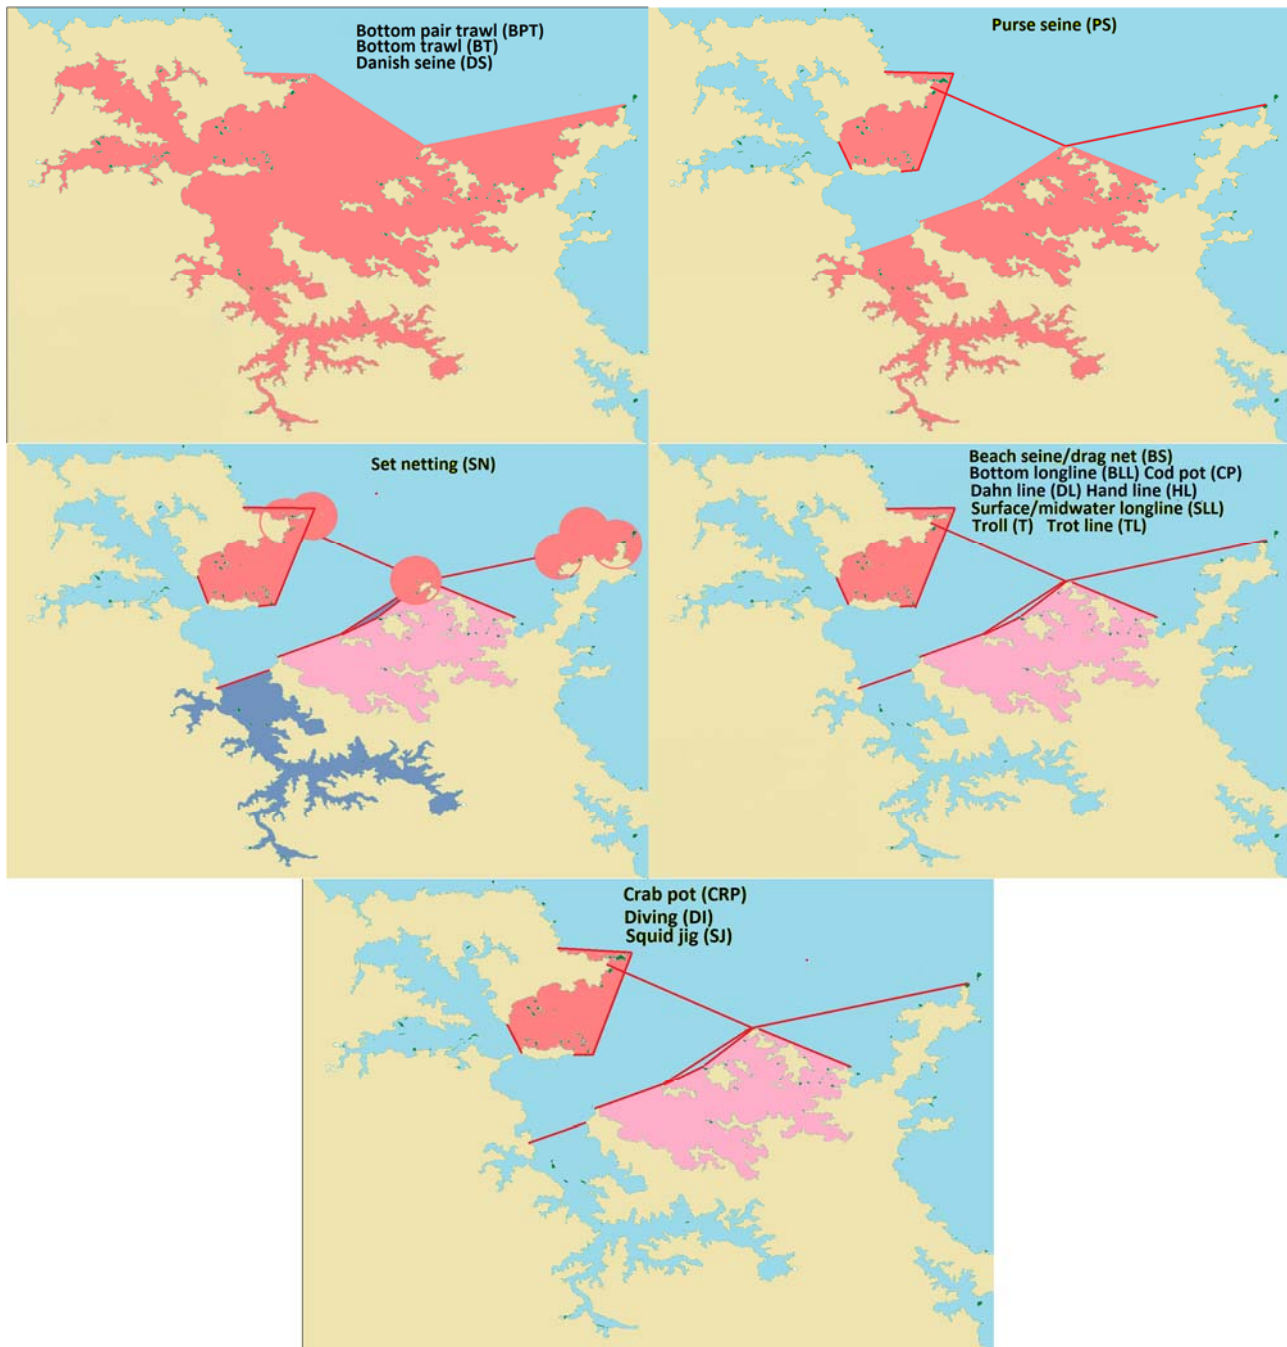 Bottom pair trawl (BPT)
Bottom trawl (BT)
Danish seine (DS)
Purse seine (PS)
Set netting (SN)
Beach seine/drag net (BS)
Bottom longline (BLL) Cod pot (CP)
Dahn line (DL) Hand line (HL)
Surface/midwater longline (SLL)
Troll (T) Trot line (TL)
Crab pot (CRP)
Diving (DI)
Squid jig (SJ)